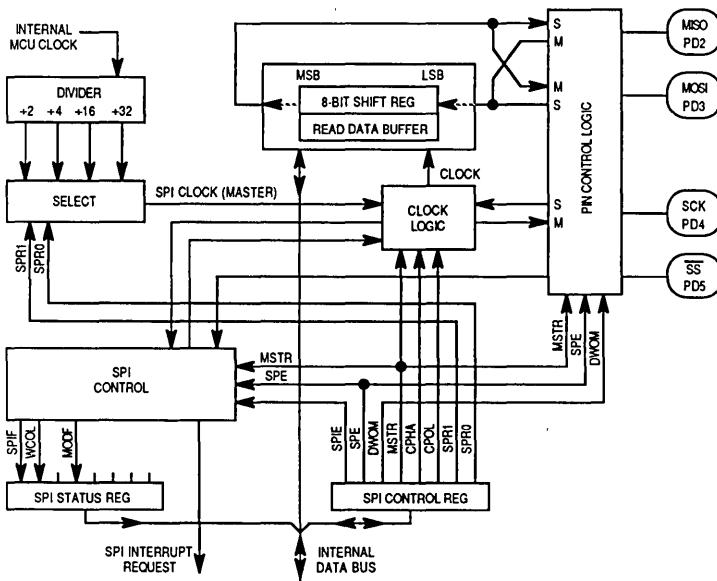 INTERNAL
MCU CLOCK
DIVIDER
÷2 ÷4 ÷16 ÷32
SELECT
SPI CLOCK (MASTER)
SPR1
SPR0
MSB LSB
8-BIT SHIFT REG
READ DATA BUFFER
CLOCK
CLOCK
LOGIC
S
M
M
S
S
M
PIN CONTROL LOGIC
MISO
PD2
MOSI
PD3
SCK
PD4
SS
PD5
MSTR
SPE
DWOM
SPI
CONTROL
MSTR
SPE
SPIF
WCOL
MODF
SPI STATUS REG
SPIE
SPE
DWOM
MSTR
CPHA
CPOL
SPR1
SPR0
SPI CONTROL REG
SPI INTERRUPT
REQUEST
INTERNAL
DATA BUS